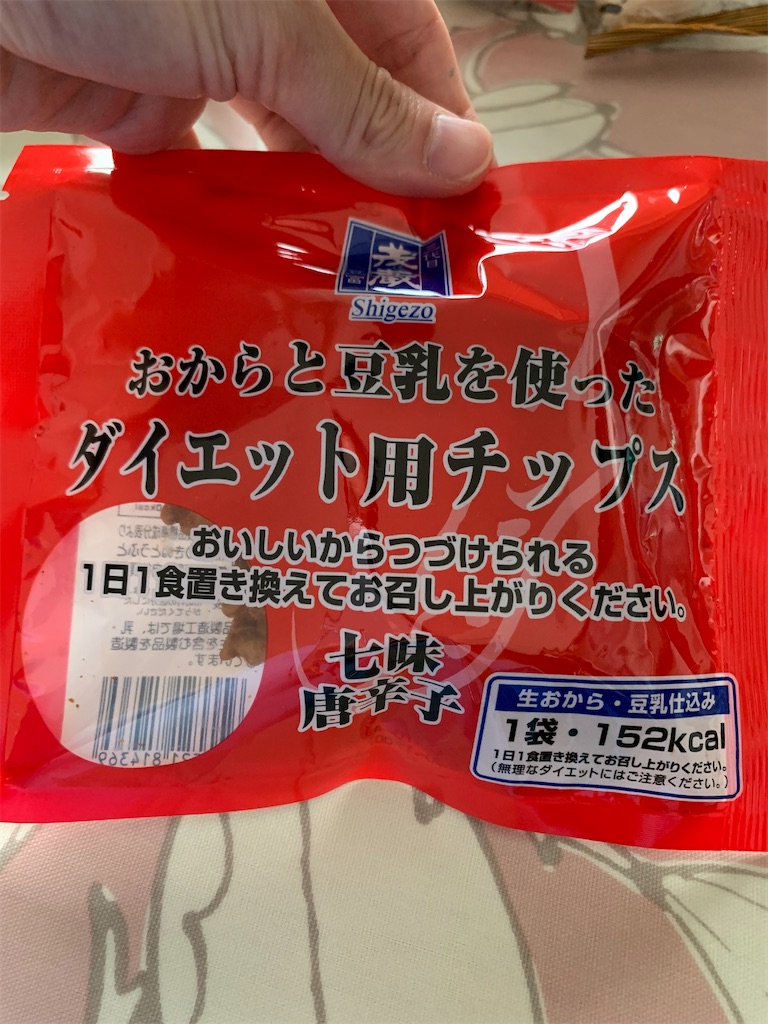 茂蔵
Shigezo
おからと豆乳を使った
ダイエット用チップス
おいしいからつづけられる
1日1食置き換えてお召し上がりください。
七味
唐辛子
生おから・豆乳仕込み
1袋・152kcal
1日1食置き換えてお召し上がりください。
(無理なダイエットにはご注意ください。)